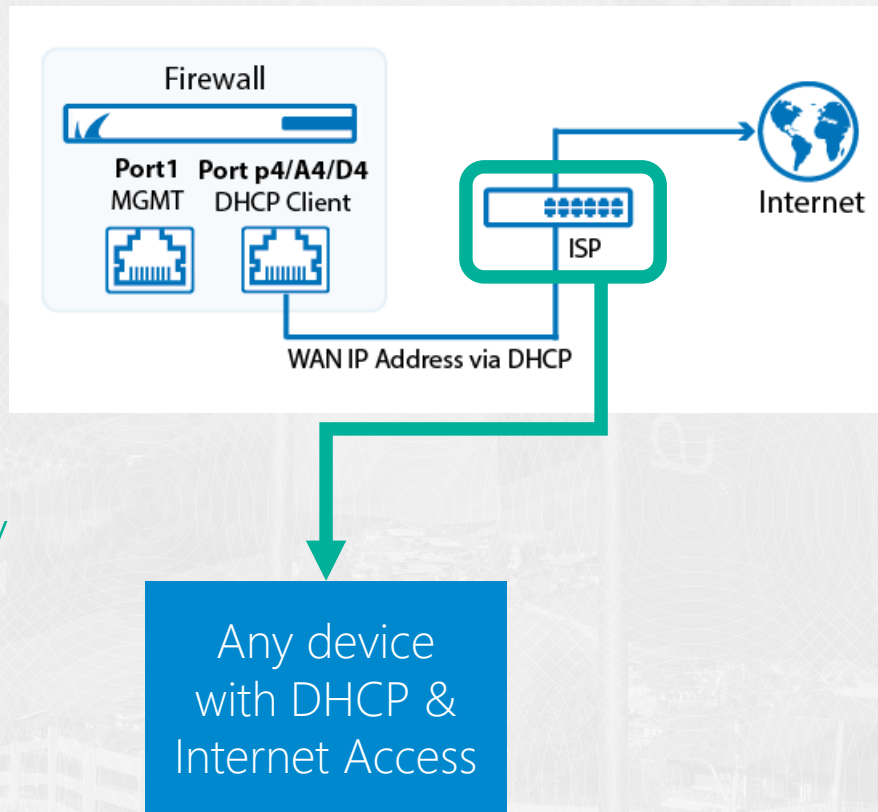 Firewall
Port1 Port p4/A4/D4
MGMT DHCP Client
Internet
ISP
WAN IP Address via DHCP
Any device
with DHCP &
Internet Access